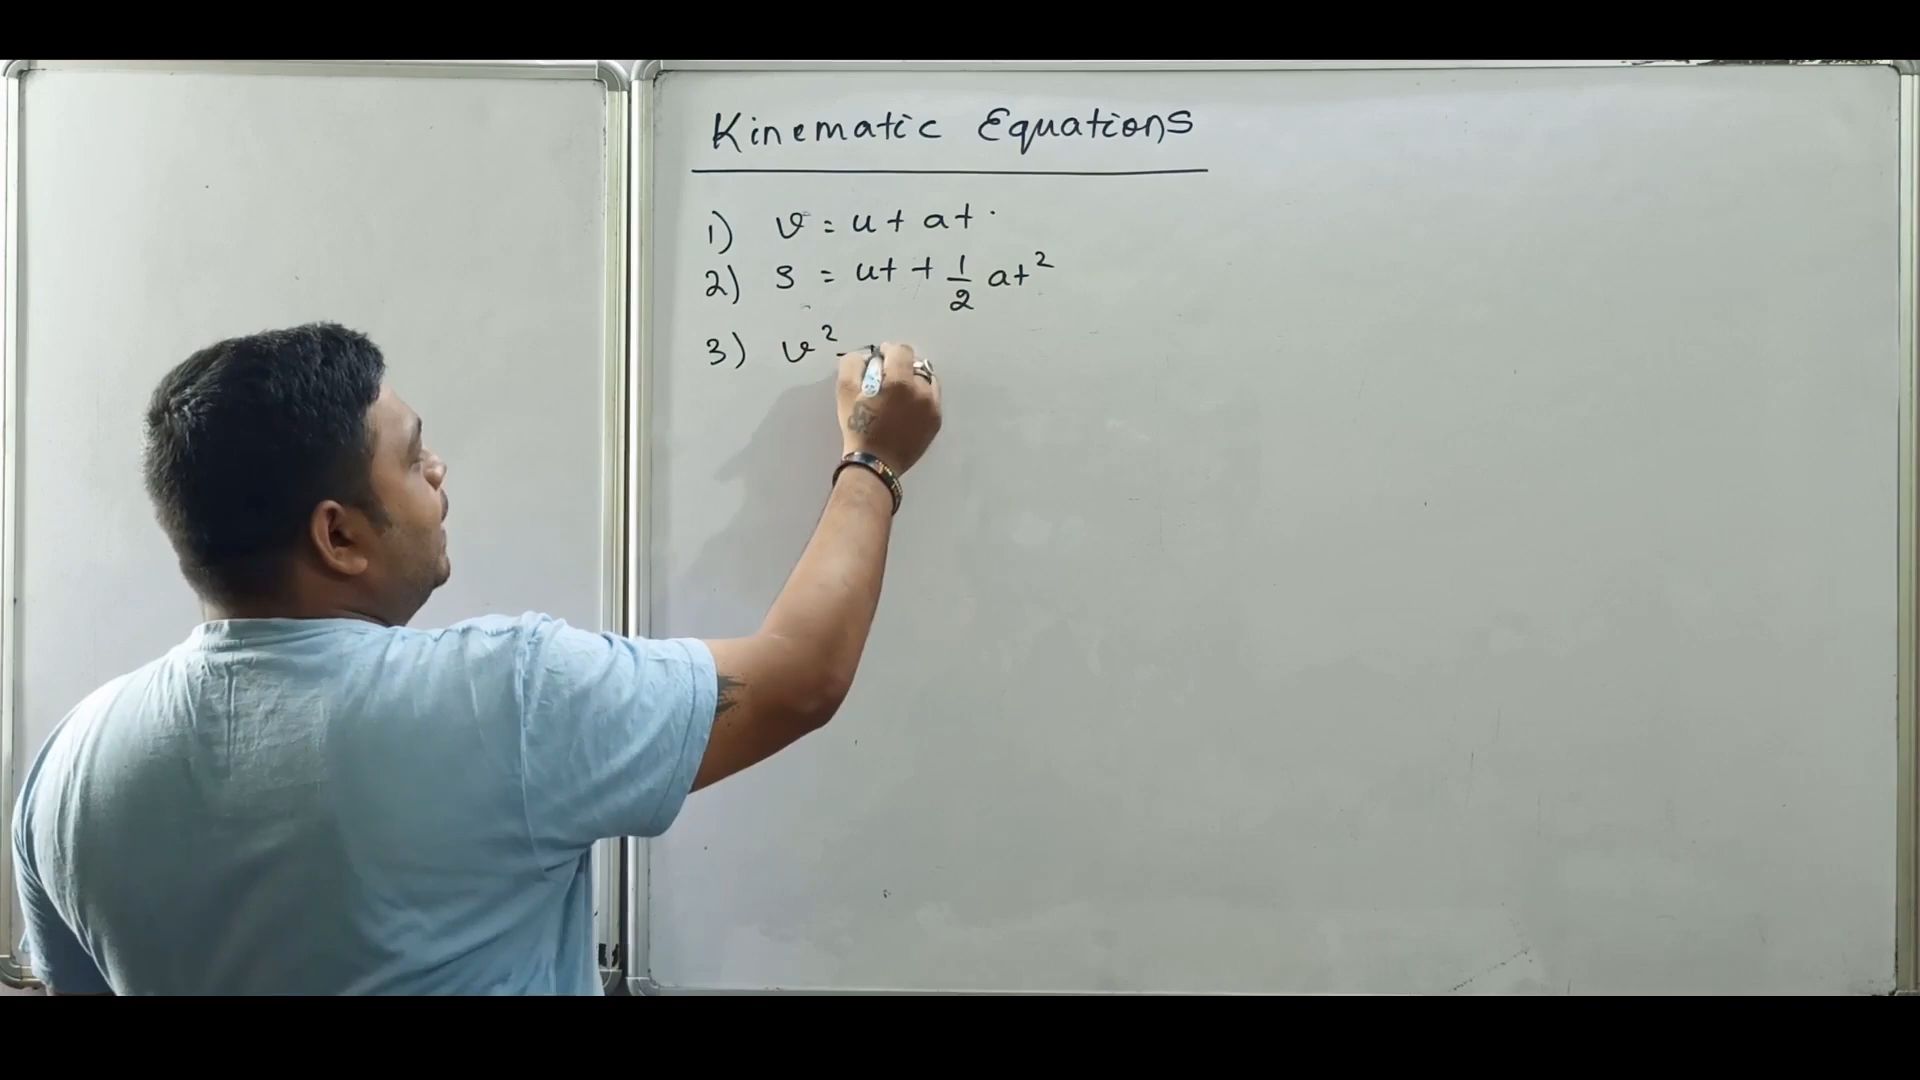 Kinematic Equations
1) v = u + at
2) S = ut + 1/2 at²
3) v² -